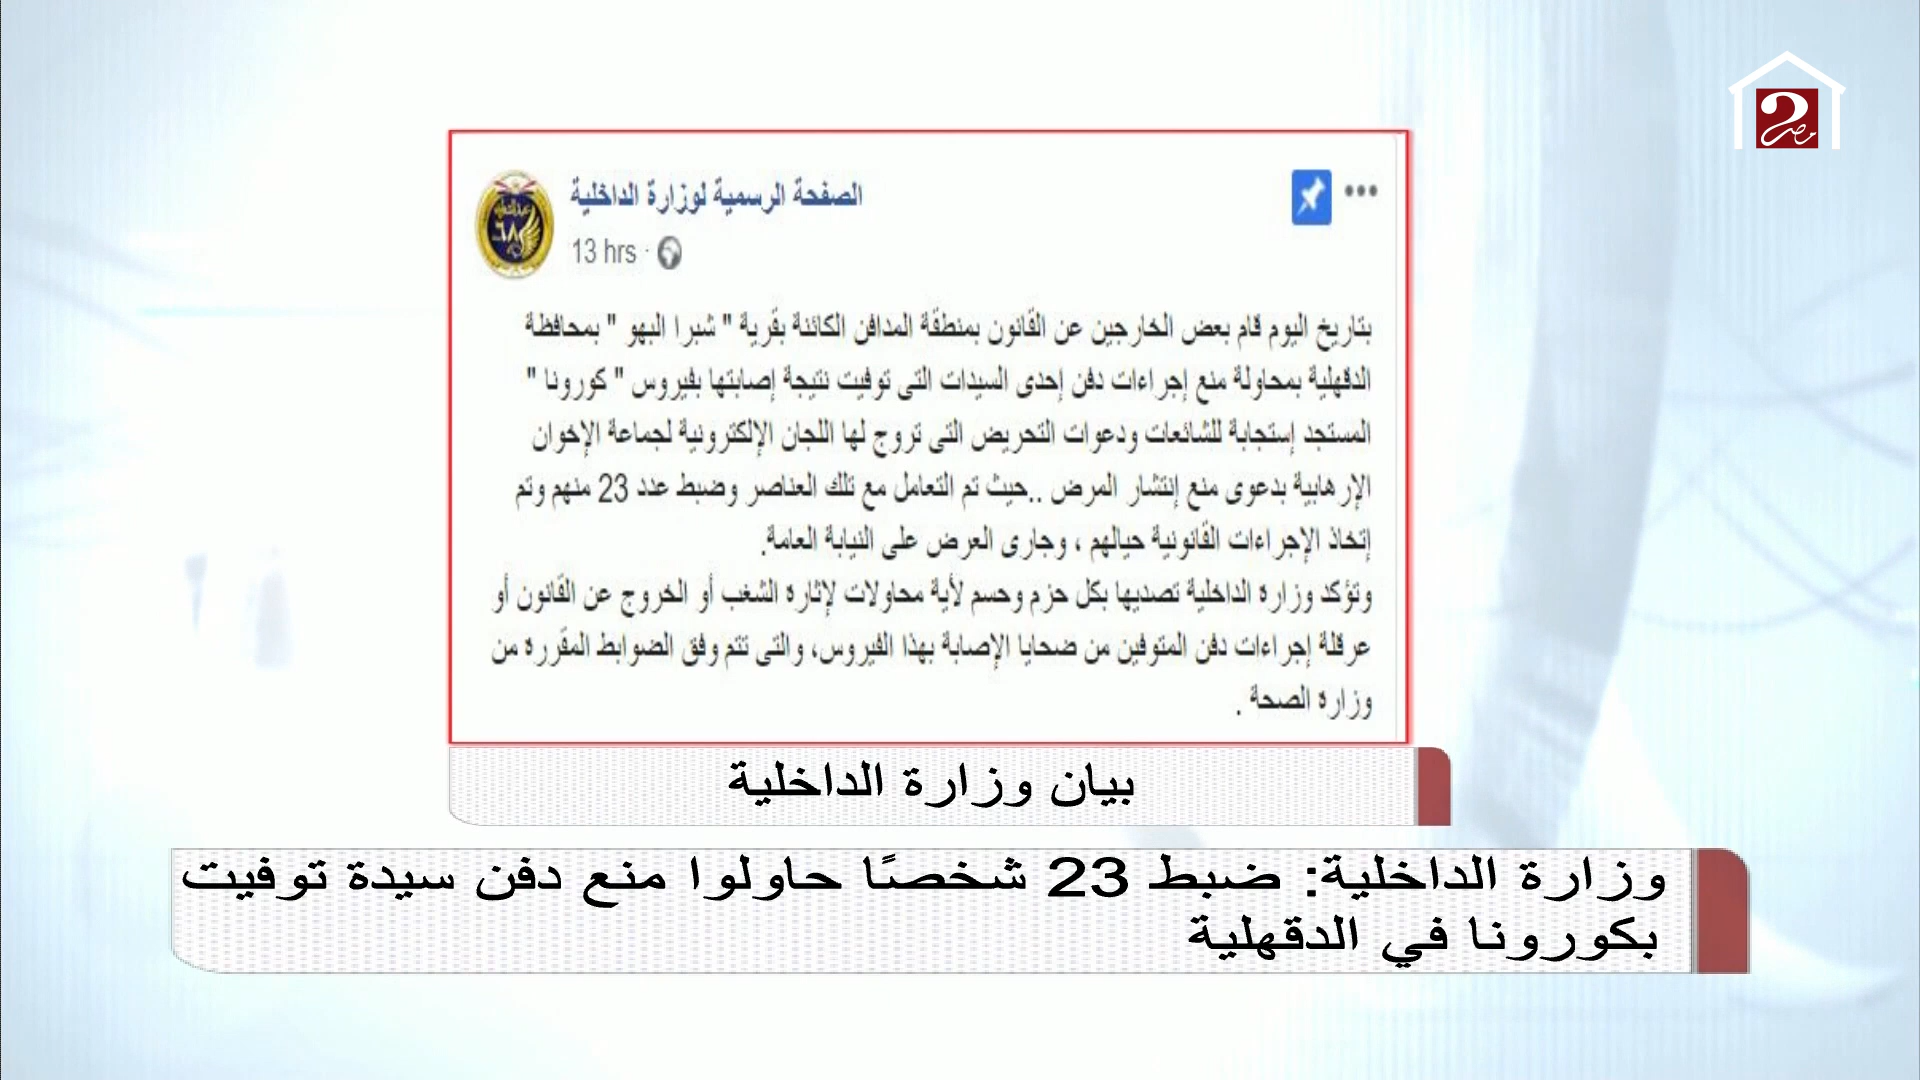 2
مصر
الصفحة الرسمية لوزارة الداخلية
13 hrs ·
بتاريخ اليوم قام بعض الخارجين عن القانون بمنطقة المدافن الكائنة بقرية " شبرا البهو " بمحافظة
الدقهلية بمحاولة منع إجراءات دفن إحدى السيدات التى توفيت نتيجة إصابتها بفيروس " كورونا "
المستجد إستجابة للشائعات ودعوات التحريض التى تروج لها اللجان الإلكترونية لجماعة الإخوان
الإرهابية بدعوى منع إنتشار المرض ..حيث تم التعامل مع تلك العناصر وضبط عدد 23 منهم وتم
إتخاذ الإجراءات القانونية حيالهم ، وجارى العرض على النيابة العامة.
وتؤكد وزاره الداخلية تصديها بكل حزم وحسم لأية محاولات لإثاره الشغب أو الخروج عن القانون أو
عرقلة إجراءات دفن المتوفين من ضحايا الإصابة بهذا الفيروس، والتى تتم وفق الضوابط المقرره من
وزاره الصحة .
بيان وزارة الداخلية
وزارة الداخلية: ضبط 23 شخصًا حاولوا منع دفن سيدة توفيت
بكورونا في الدقهلية